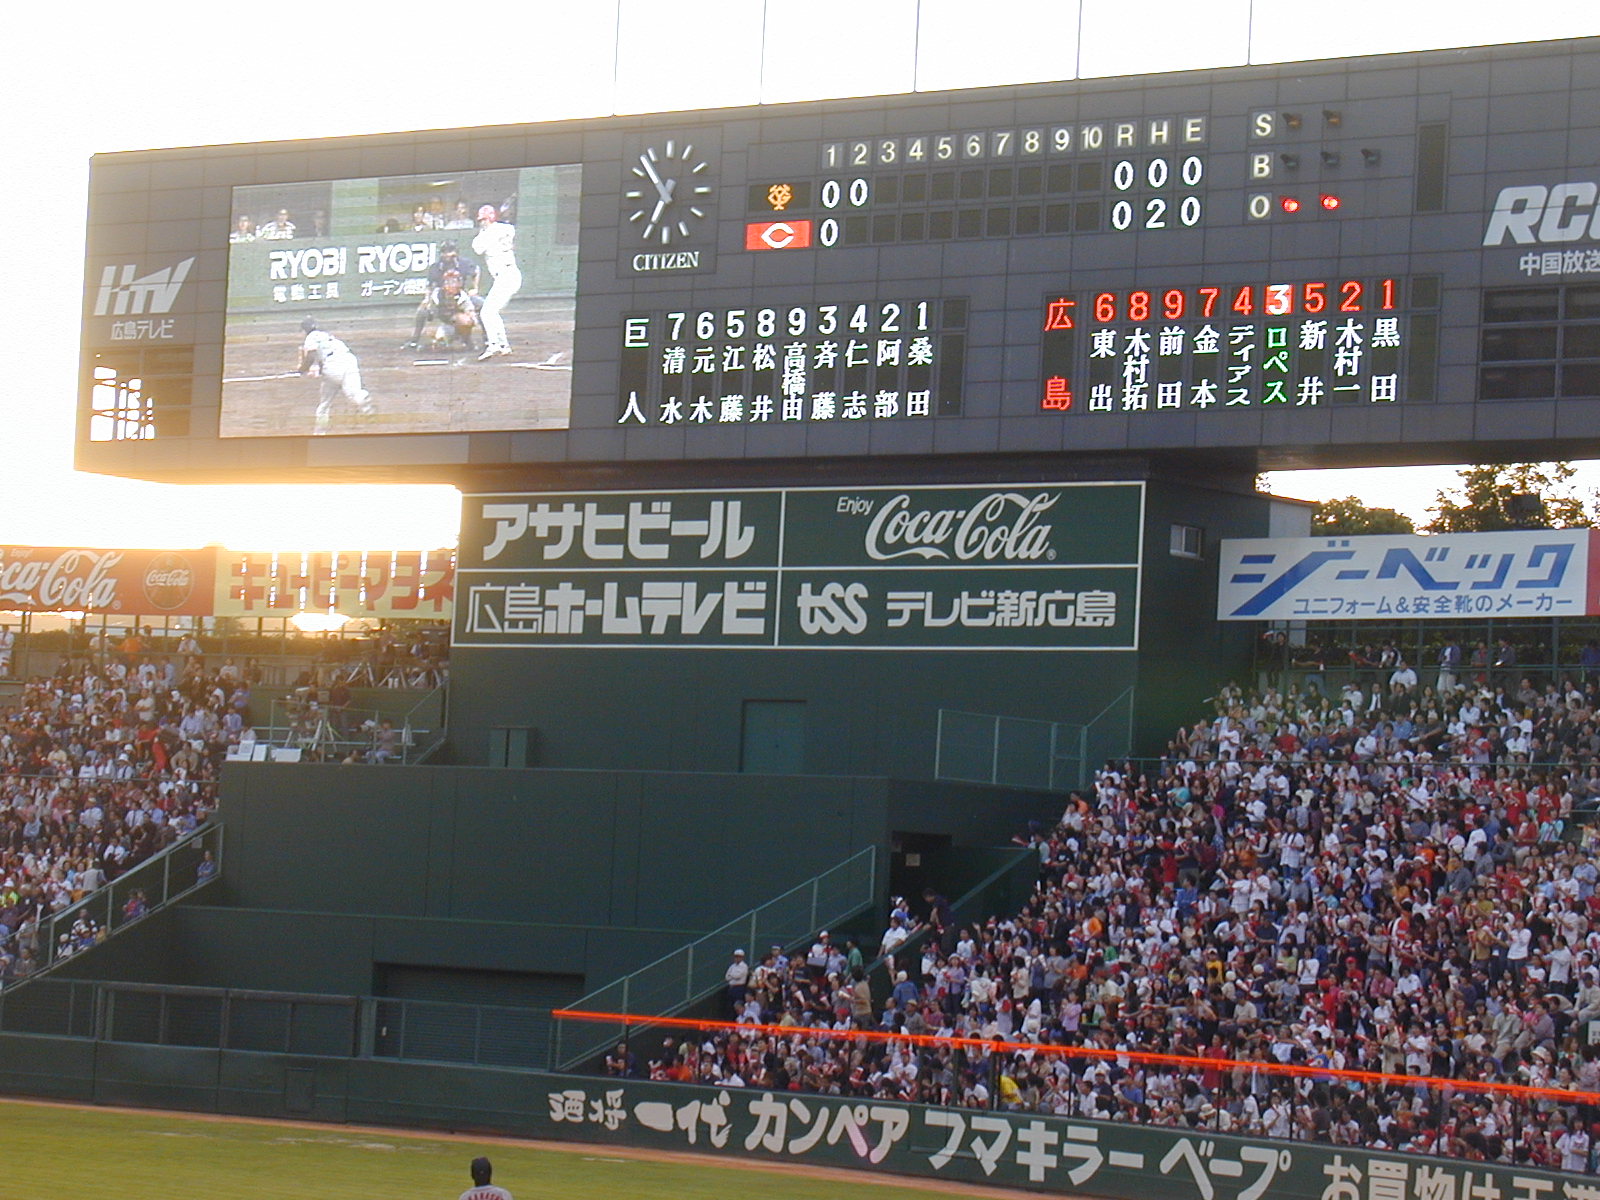 HTV
広島テレビ
RYOBI RYOBI
電動工具 ガーデン機器
CITIZEN
1 2 3 4 5 6 7 8 9 10 R H E
0 0 0 0 0
C 0 0 2 0
S
B
O
RCC
中国放送
巨人
7 清水
6 元木
5 江藤
8 松井
9 高橋由
3 斉藤
4 仁志
2 阿部
1 桑田
広島
6 東出
8 木村拓
9 前田
7 金本
4 ディアス
3 ロペス
5 新井
2 木村一
1 黒田
アサヒビール
Enjoy Coca-Cola
広島ホームテレビ
tss テレビ新広島
Enjoy! Coca-Cola
Coca-Cola
キューピーマヨネ
ジーベック
ユニフォーム&安全靴のメーカー
一代 カンペア フマキラー ベープ お買物は